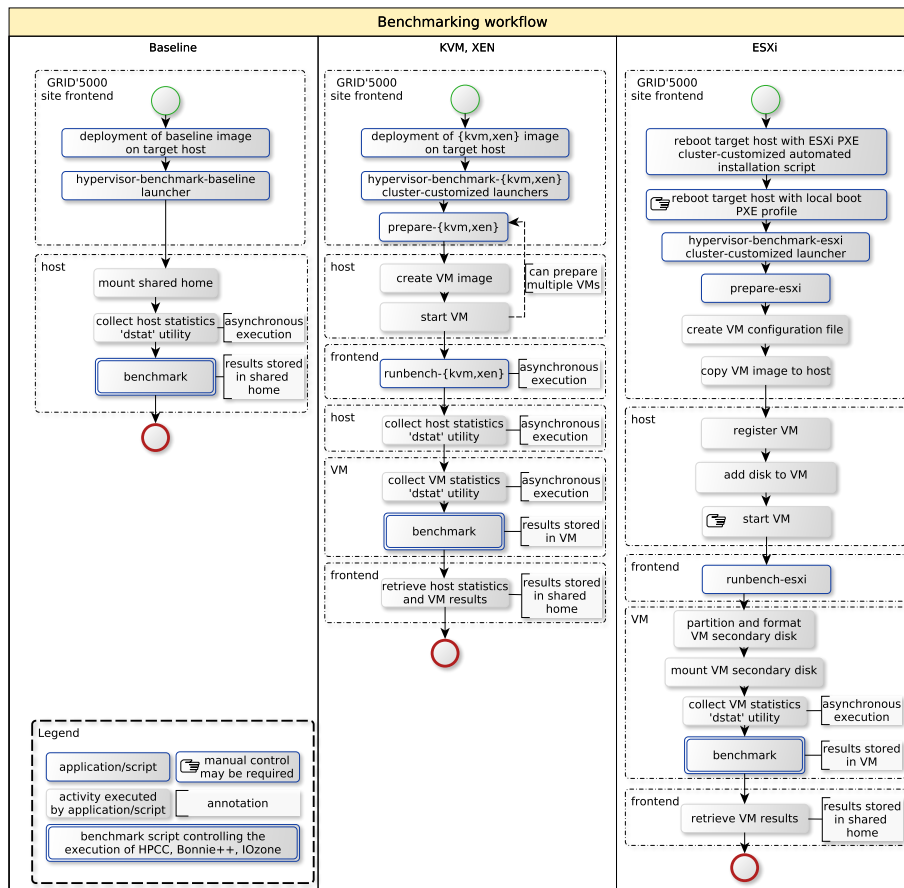 Benchmarking workflow
Baseline
GRID'5000
site frontend
deployment of baseline image
on target host
hypervisor-benchmark-baseline
launcher
host
mount shared home
collect host statistics
'dstat' utility
asynchronous
execution
benchmark
results stored
in shared
home
KVM, XEN
GRID'5000
site frontend
deployment of {kvm,xen} image
on target host
hypervisor-benchmark-{kvm,xen}
cluster-customized launchers
prepare-{kvm,xen}
host
create VM image
can prepare
multiple VMs
start VM
frontend
runbench-{kvm,xen}
asynchronous
execution
host
collect host statistics
'dstat' utility
asynchronous
execution
VM
collect VM statistics
'dstat' utility
asynchronous
execution
benchmark
results stored
in VM
frontend
retrieve host statistics
and VM results
results stored
in shared
home
ESXi
GRID'5000
site frontend
reboot target host with ESXi PXE
cluster-customized automated
installation script
reboot target host with local boot
PXE profile
hypervisor-benchmark-esxi
cluster-customized launcher
prepare-esxi
create VM configuration file
copy VM image to host
host
register VM
add disk to VM
start VM
frontend
runbench-esxi
VM
partition and format
VM secondary disk
mount VM secondary disk
collect VM statistics
'dstat' utility
asynchronous
execution
benchmark
results stored
in VM
frontend
retrieve VM results
results stored
in shared
home
Legend
application/script
manual control
may be required
activity executed
by application/script
annotation
benchmark script controlling the
execution of HPCC, Bonnie++, IOzone